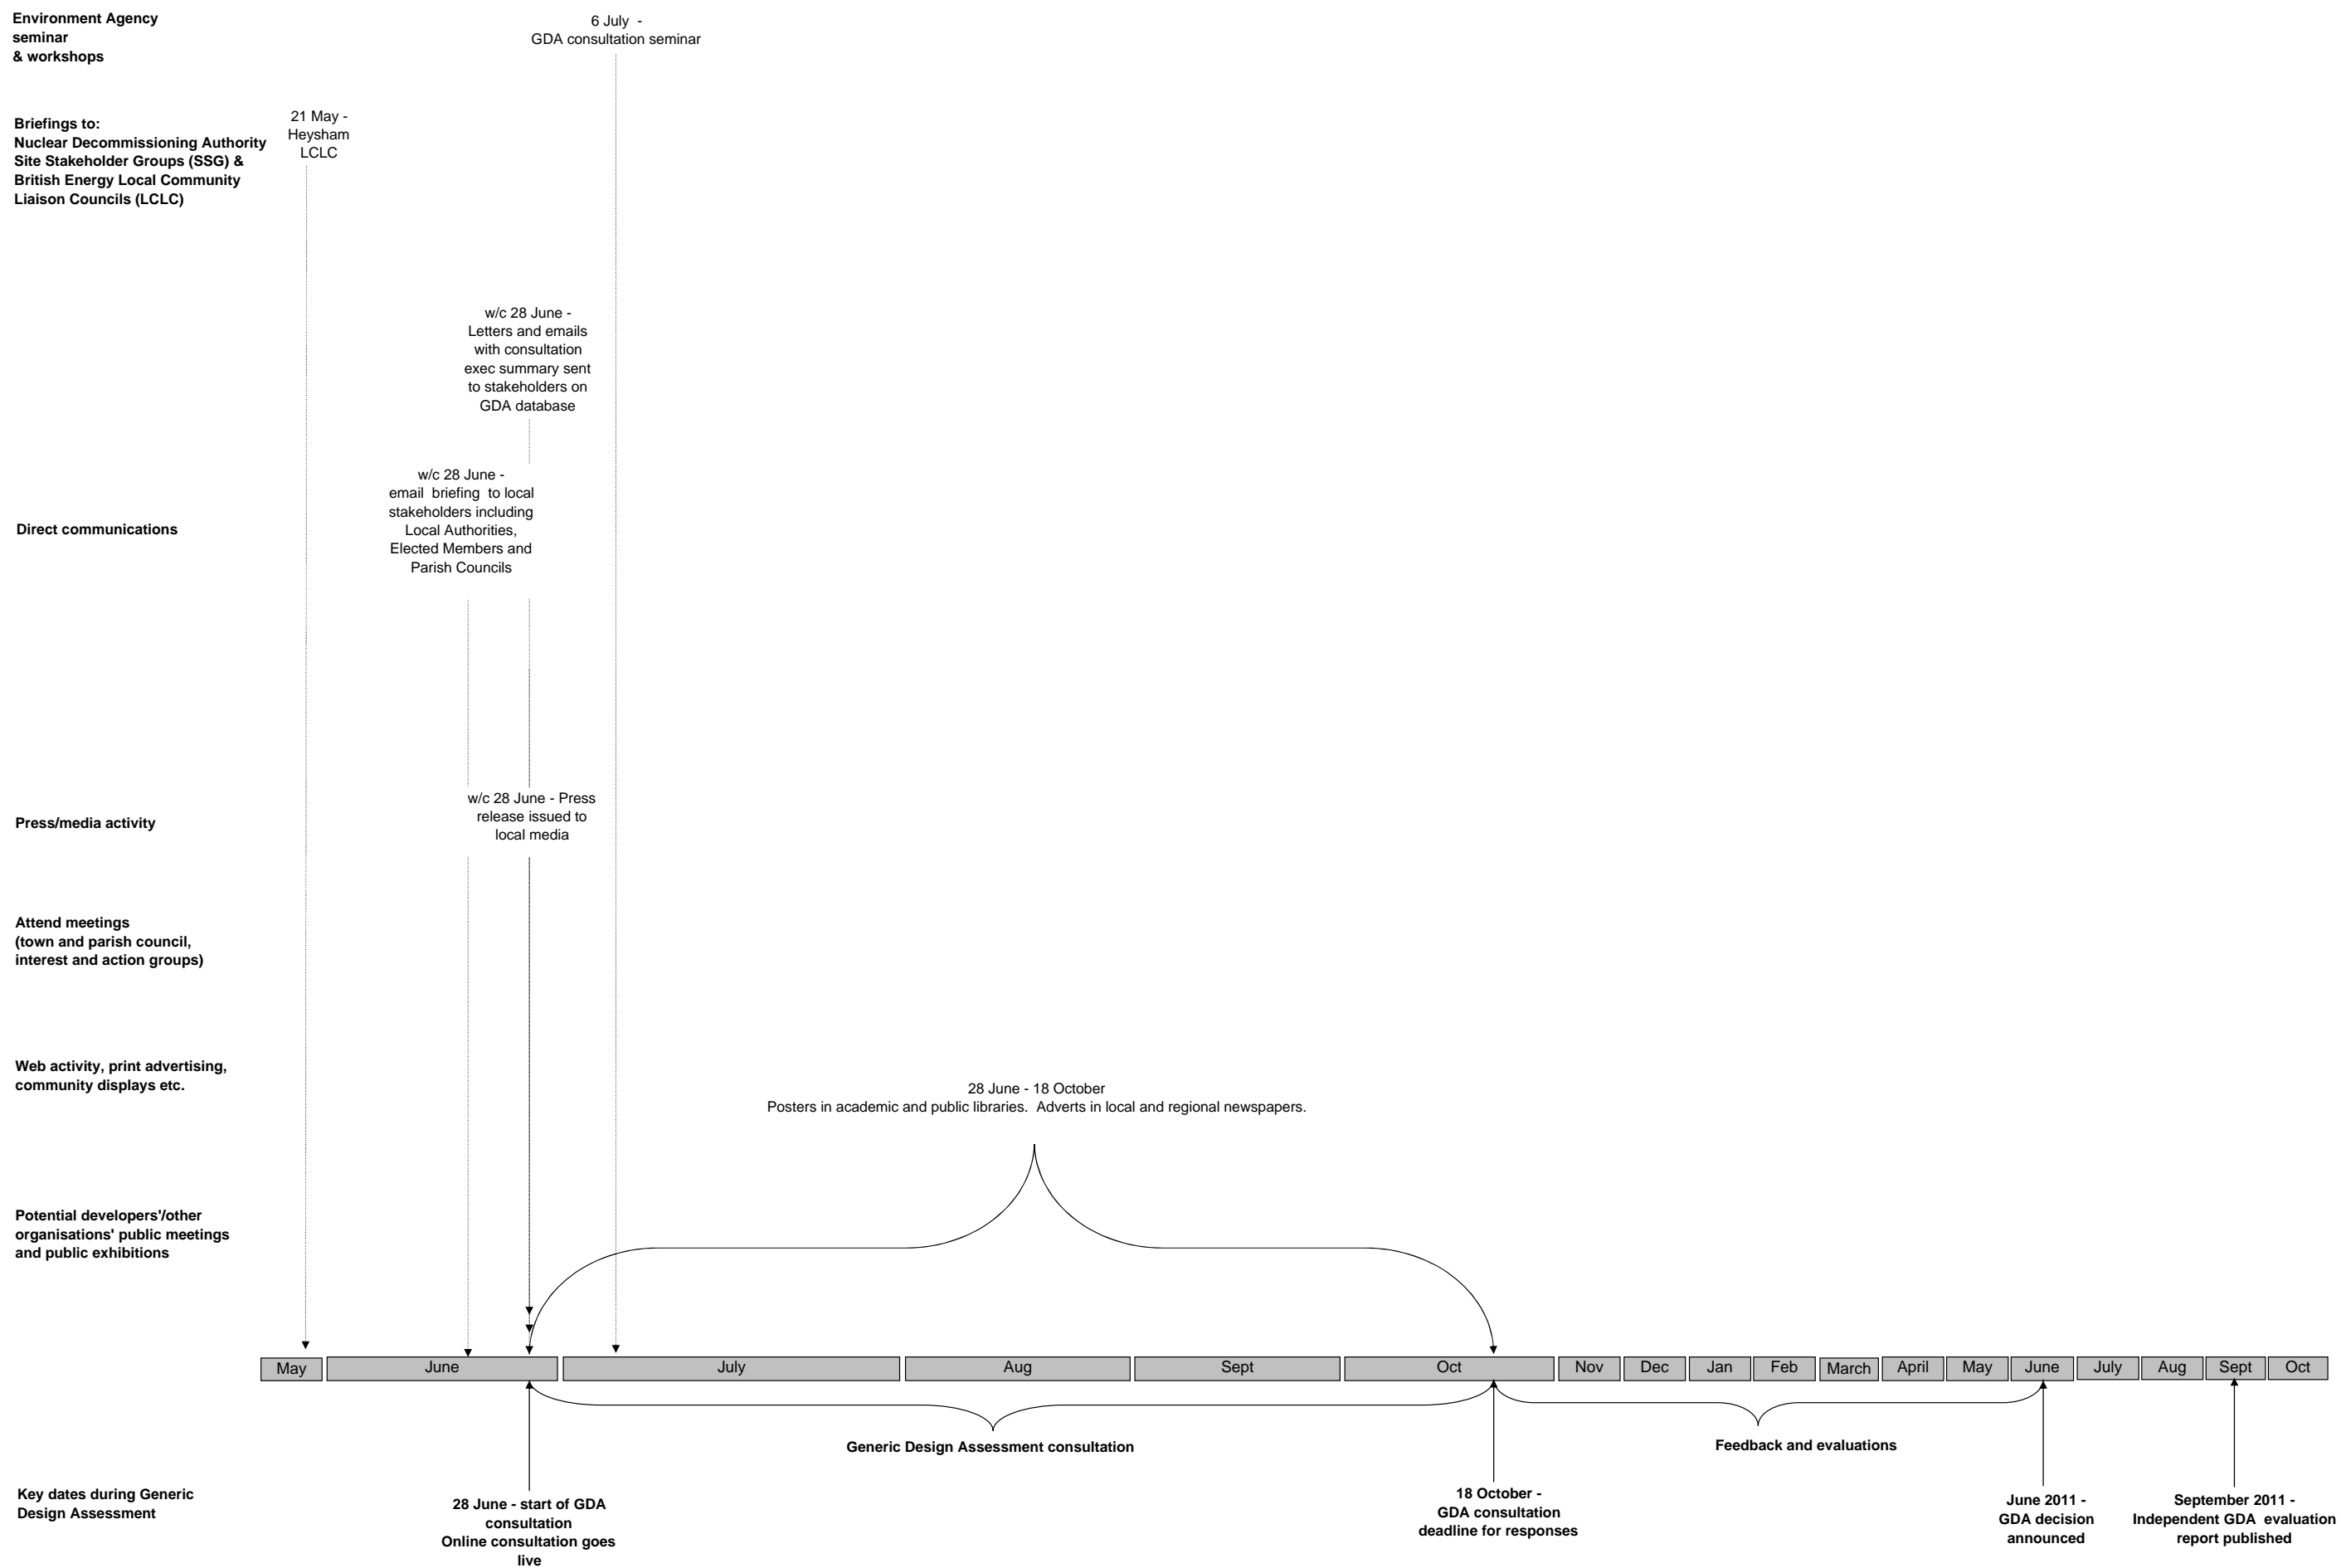 Environment Agency
seminar
& workshops
6 July  -
GDA consultation seminar
Briefings to:
Nuclear Decommissioning Authority
Site Stakeholder Groups (SSG) &
British Energy Local Community
Liaison Councils (LCLC)
21 May -
Heysham
LCLC
w/c 28 June -
Letters and emails
with consultation
exec summary sent
to stakeholders on
GDA database
w/c 28 June -
email  briefing  to local
stakeholders including
Local Authorities,
Elected Members and
Parish Councils
Direct communications
w/c 28 June - Press
release issued to
local media
Press/media activity
Attend meetings
(town and parish council,
interest and action groups)
Web activity, print advertising,
community displays etc.
28 June - 18 October
Posters in academic and public libraries.  Adverts in local and regional newspapers.
Potential developers'/other
organisations' public meetings
and public exhibitions
May June July Aug Sept Oct Nov Dec Jan Feb March April May June July Aug Sept Oct
Generic Design Assessment consultation
Feedback and evaluations
Key dates during Generic
Design Assessment
28 June - start of GDA
consultation
Online consultation goes
live
18 October -
GDA consultation
deadline for responses
June 2011 -
GDA decision
announced
September 2011 -
Independent GDA  evaluation
report published